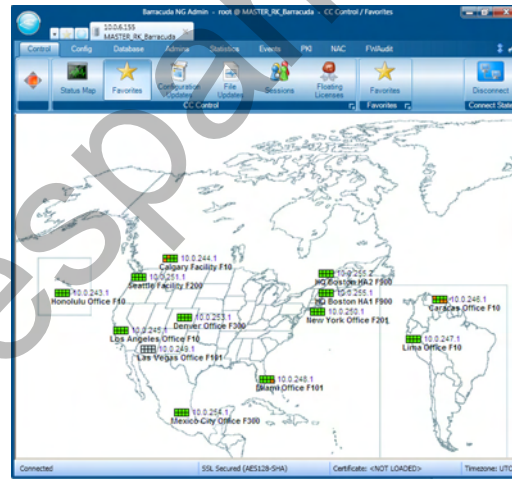 Barracuda NG Admin - root @ MASTER_RK_Barracuda - CC Control / Favorites
10.0.6.155
MASTER_RK_Barracuda
Control Config Database Admins Statistics Events PKI NAC FWAudit
Status Map Favorites Configuration Updates File Updates Sessions Floating Licenses Favorites Disconnect
CC Control Favorites Connect State
10.0.244.1
Calgary Facility F10
10.0.251.1
Seattle Facility F200
10.0.243.1
Honolulu Office F10
10.0.255.2
HQ Boston HA2 F900
10.0.255.1
HQ Boston HA1 F900
10.0.250.1
New York Office F201
10.0.253.1
Denver Office F300
10.0.245.1
Los Angeles Office F10
10.0.249.1
Las Vegas Office F101
10.0.246.1
Caracas Office F10
10.0.247.1
Lima Office F10
10.0.248.1
Miami Office F101
10.0.254.1
Mexico City Office F300
Connected SSL Secured (AES128-SHA) Certificate: <NOT LOADED> Timezone: UTC